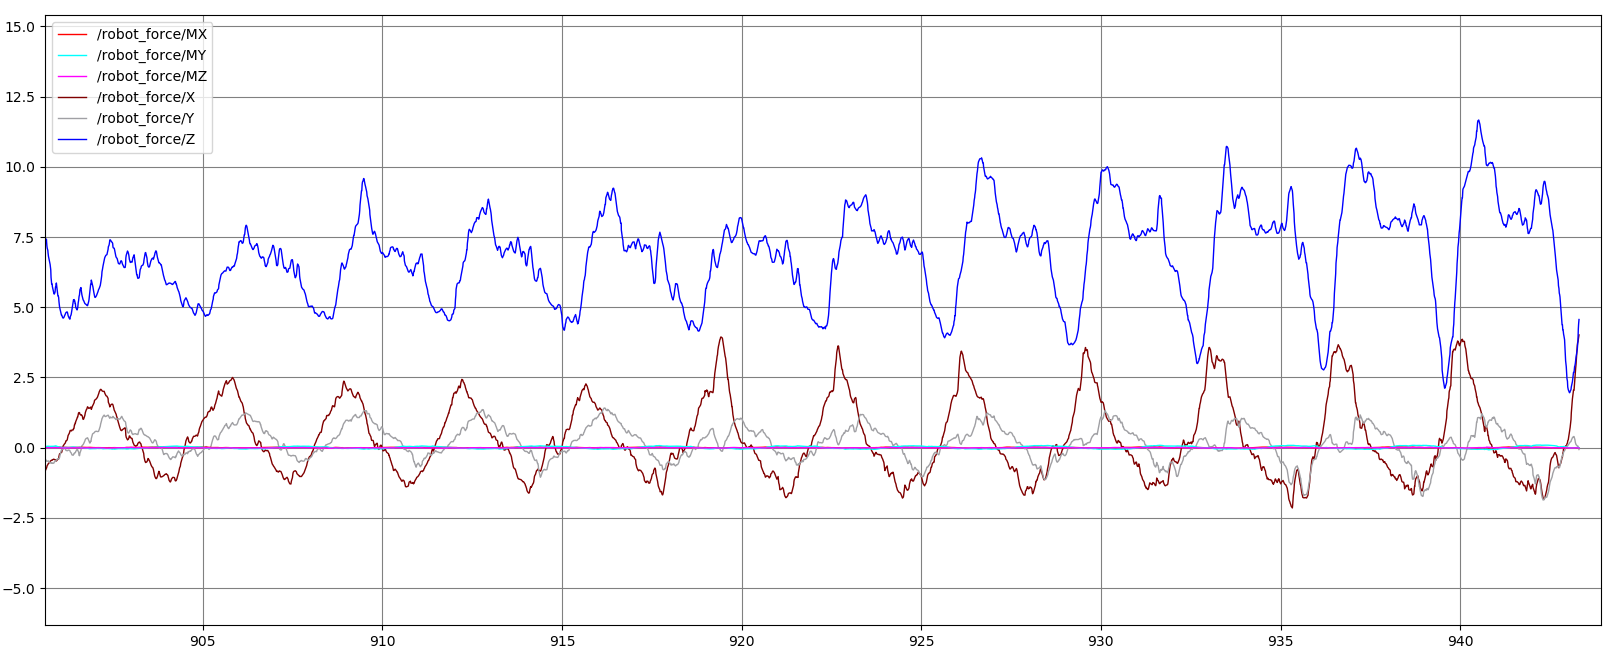 15.0
12.5
10.0
7.5
5.0
2.5
0.0
−2.5
−5.0
/robot_force/MX
/robot_force/MY
/robot_force/MZ
/robot_force/X
/robot_force/Y
/robot_force/Z
905 910 915 920 925 930 935 940